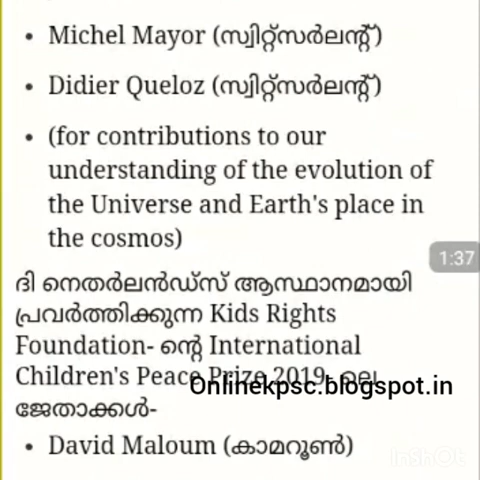 Michel Mayor (സ്വിറ്റ്സർലന്റ്)
Didier Queloz (സ്വിറ്റ്സർലന്റ്)
(for contributions to our
understanding of the evolution of
the Universe and Earth's place in
the cosmos)
1:37
ദി നെതർലൻഡ്സ് ആസ്ഥാനമായി
പ്രവർത്തിക്കുന്ന Kids Rights
Foundation- ന്റെ International
Children's Peace Prize 2019- ലെ
Onlinekpsc.blogspot.in
ജേതാക്കൾ-
David Maloum (കാമറൂൺ)
InShOt